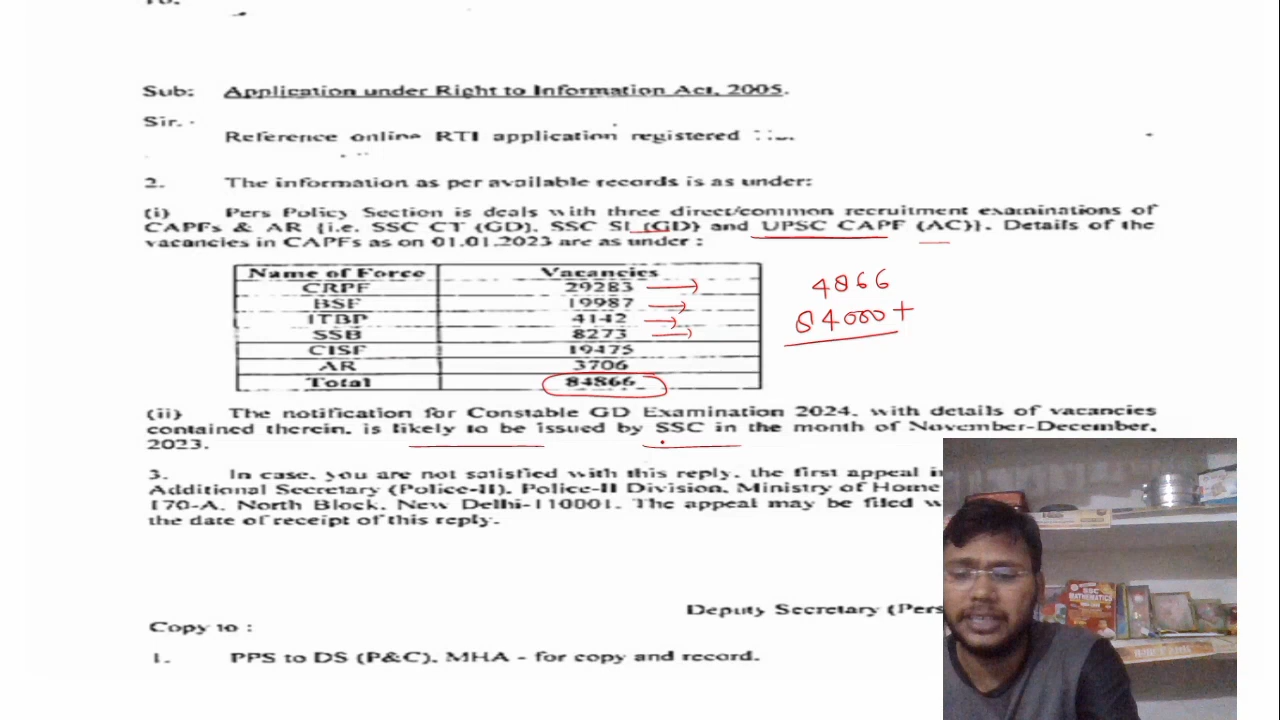 Sub: Application under Right to Information Act, 2005.
Sir,
Reference online RTI application registered
2. The information as per available records is as under:
(i) Pers Policy Section is deals with three direct/common recruitment examinations of
CAPFs & AR {i.e. SSC CT (GD), SSC SI (GD) and UPSC CAPF (AC)}. Details of the
vacancies in CAPFs as on 01.01.2023 are as under :
Name of Force Vacancies
CRPF 29283
BSF 19987
ITBP 4142
SSB 8273
CISF 19475
AR 3706
Total 84866
4866
84000+
(ii) The notification for Constable GD Examination 2024, with details of vacancies
contained therein, is likely to be issued by SSC in the month of November-December,
2023.
3. In case, you are not satisfied with this reply, the first appeal
Additional Secretary (Police-II), Police-II Division, Ministry of Home
170-A, North Block, New Delhi-110001. The appeal may be filed
the date of receipt of this reply.
Deputy Secretary (Pers
Copy to :
1. PPS to DS (P&C), MHA - for copy and record.
SSC
MATHEMATICS